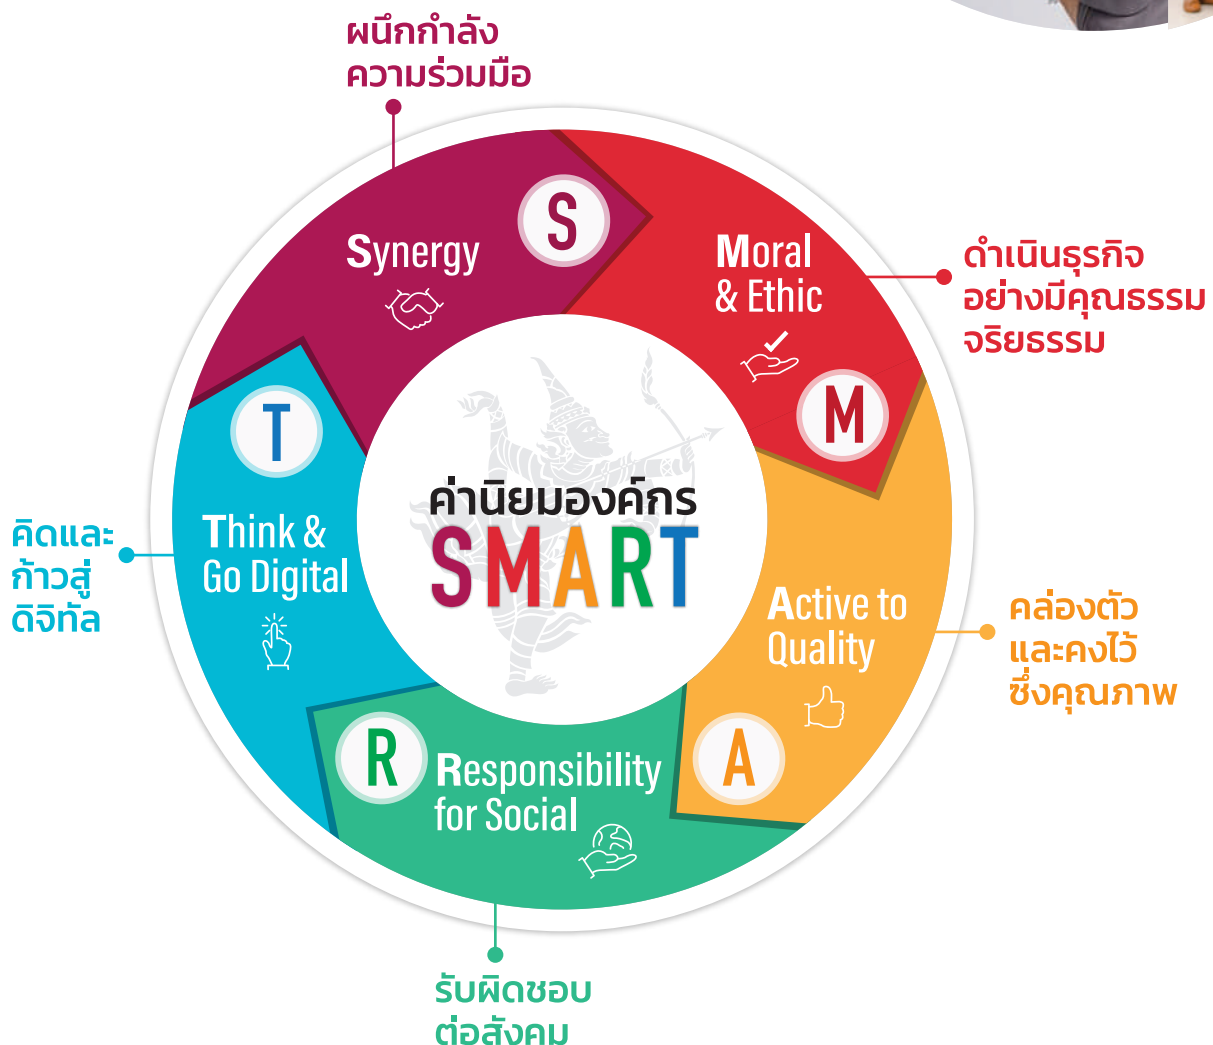 ผนึกกำลัง
ความร่วมมือ
S
Synergy
M
Moral
& Ethic
ดำเนินธุรกิจ
อย่างมีคุณธรรม
จริยธรรม
A
Active to
Quality
คล่องตัว
และคงไว้
ซึ่งคุณภาพ
R
Responsibility
for Social
รับผิดชอบ
ต่อสังคม
T
Think &
Go Digital
คิดและ
ก้าวสู่
ดิจิทัล
ค่านิยมองค์กร
SMART